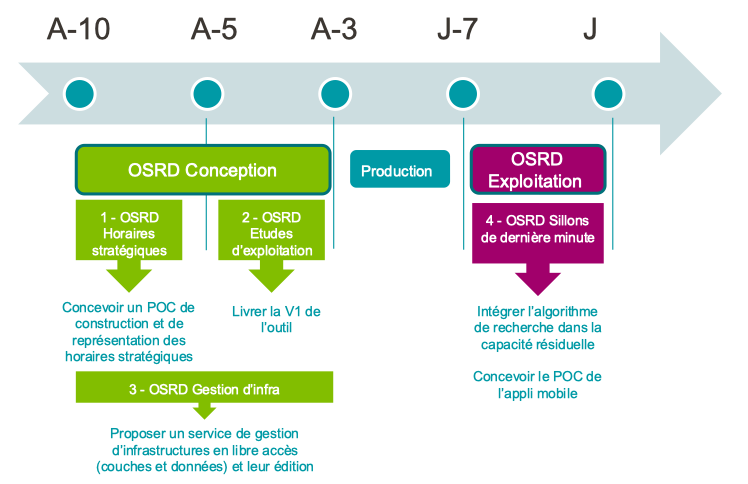 A-10
A-5
A-3
J-7
J
OSRD Conception
Production
OSRD
Exploitation
1 - OSRD
Horaires
stratégiques
2 - OSRD
Etudes
d'exploitation
4 - OSRD Sillons
de dernière minute
Concevoir un POC de
construction et de
représentation des
horaires stratégiques
Livrer la V1 de
l'outil
Intégrer l'algorithme
de recherche dans la
capacité résiduelle
Concevoir le POC de
l'appli mobile
3 - OSRD Gestion d'infra
Proposer un service de gestion
d'infrastructures en libre accès
(couches et données) et leur édition